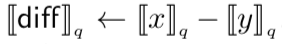 ⟦diff⟧_q ← ⟦x⟧_q − ⟦y⟧_q